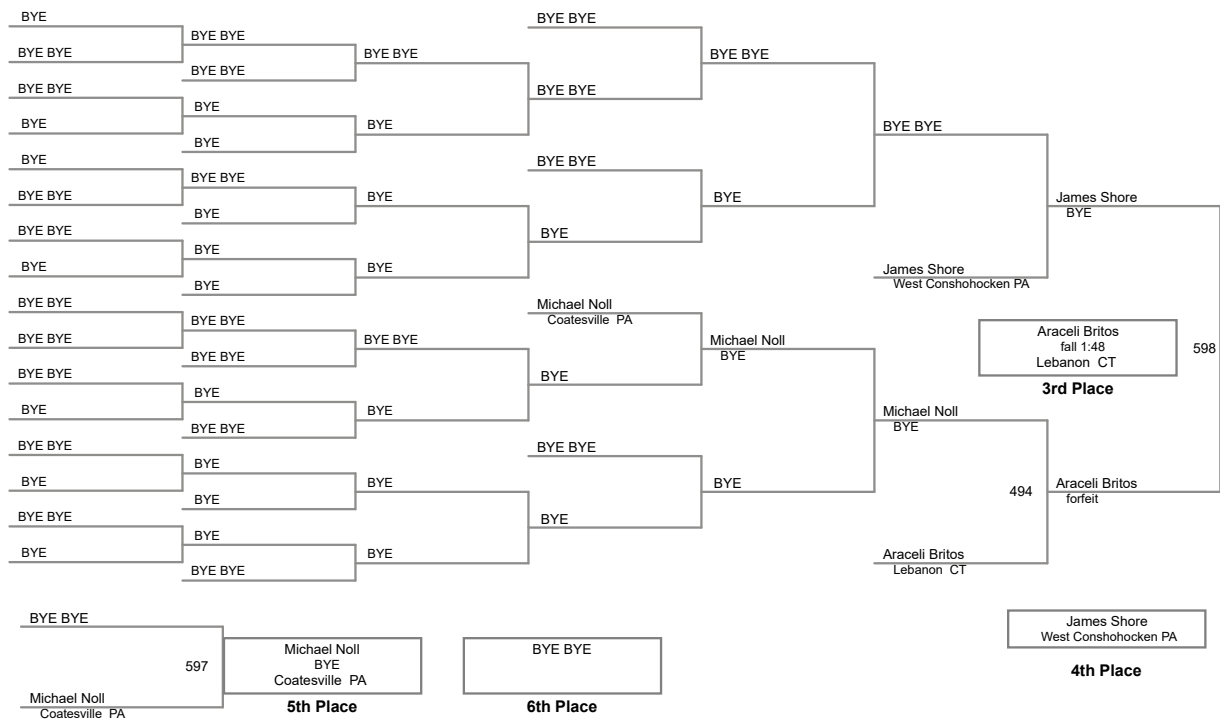 BYE
BYE BYE
BYE BYE
BYE
BYE
BYE BYE
BYE BYE
BYE
BYE BYE
BYE BYE
BYE BYE
BYE
BYE BYE
BYE
BYE BYE
BYE
BYE BYE
BYE BYE
BYE
BYE
BYE BYE
BYE
BYE
BYE
BYE BYE
BYE BYE
BYE
BYE BYE
BYE
BYE
BYE
BYE BYE
BYE BYE
BYE
BYE
BYE
BYE BYE
BYE
BYE
BYE
BYE BYE
BYE BYE
BYE BYE
BYE
Michael Noll
Coatesville PA
BYE
BYE BYE
BYE
BYE BYE
BYE
Michael Noll
BYE
BYE
BYE BYE
James Shore
West Conshohocken PA
Michael Noll
BYE
494
Araceli Britos
Lebanon CT
James Shore
BYE
Araceli Britos
forfeit
598
Araceli Britos
fall 1:48
Lebanon CT
3rd Place
James Shore
West Conshohocken PA
4th Place
BYE BYE
597
Michael Noll
Coatesville PA
Michael Noll
BYE
Coatesville PA
5th Place
BYE BYE
6th Place